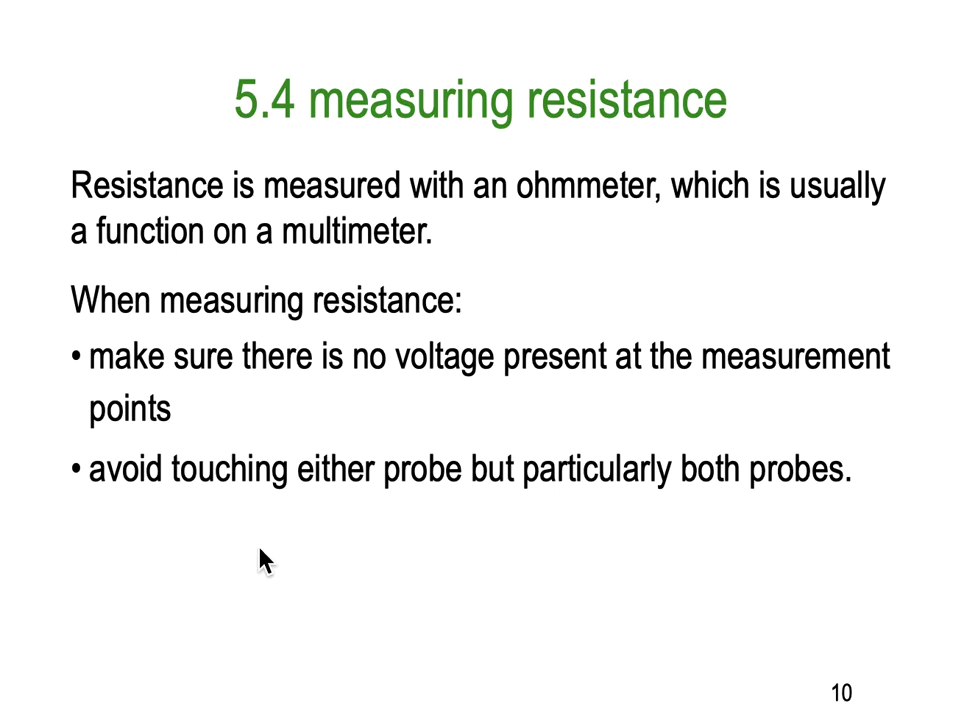 5.4 measuring resistance
Resistance is measured with an ohmmeter, which is usually
a function on a multimeter.
When measuring resistance:
• make sure there is no voltage present at the measurement
points
• avoid touching either probe but particularly both probes.
10